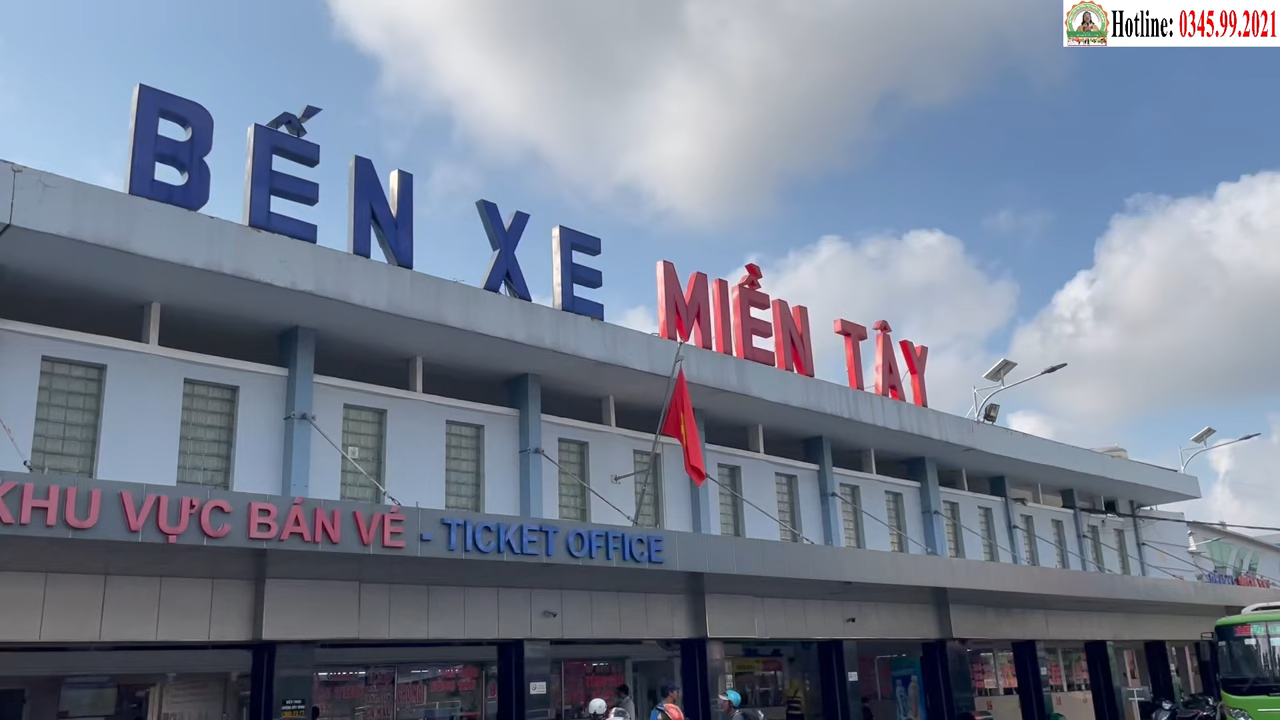 Hotline: 0345.99.2021
BẾN XE MIỀN TÂY
KHU VỰC BÁN VÉ - TICKET OFFICE